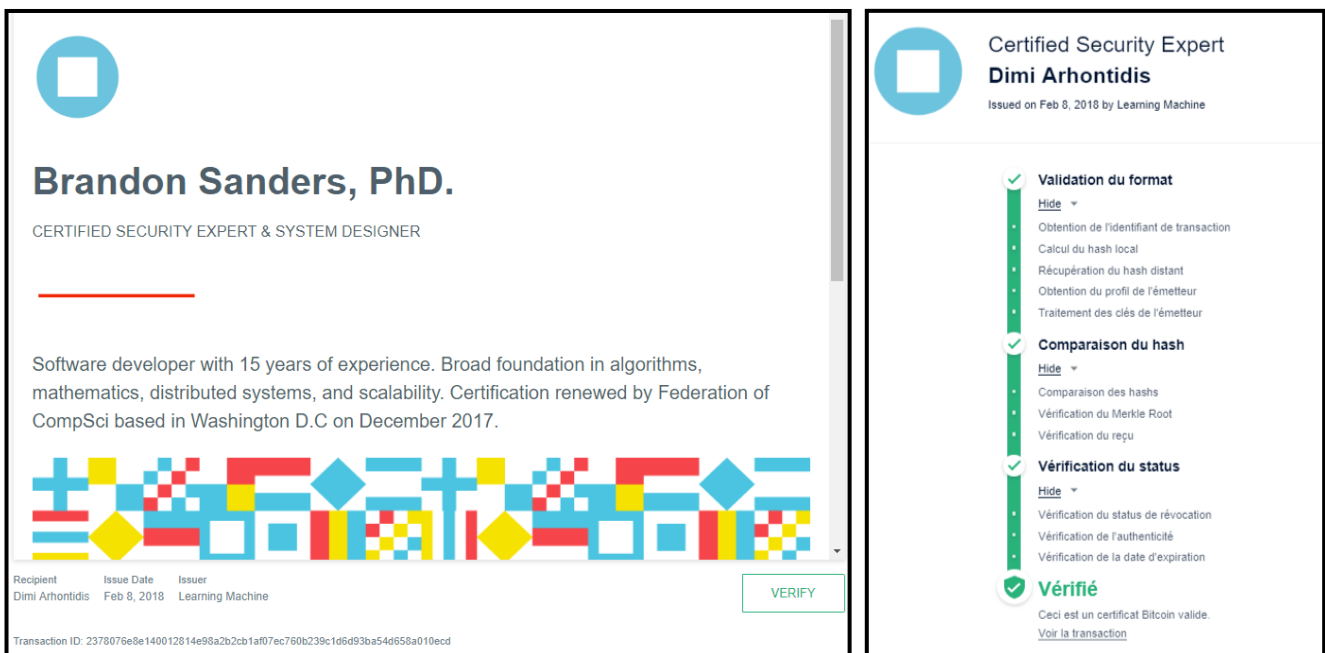 Brandon Sanders, PhD.
CERTIFIED SECURITY EXPERT & SYSTEM DESIGNER
Software developer with 15 years of experience. Broad foundation in algorithms,
mathematics, distributed systems, and scalability. Certification renewed by Federation of
CompSci based in Washington D.C on December 2017.
Recipient Issue Date Issuer
Dimi Arhontidis Feb 8, 2018 Learning Machine
VERIFY
Transaction ID: 2378076e8e140012814e98a2b2cb1af07ec760b239c1d6d93ba54d658a010ecd
Certified Security Expert
Dimi Arhontidis
Issued on Feb 8, 2018 by Learning Machine
Validation du format
Hide
Obtention de l'identifiant de transaction
Calcul du hash local
Récupération du hash distant
Obtention du profil de l'émetteur
Traitement des clés de l'émetteur
Comparaison du hash
Hide
Comparaison des hashs
Vérification du Merkle Root
Vérification du reçu
Vérification du status
Hide
Vérification du status de révocation
Vérification de l'authenticité
Vérification de la date d'expiration
Vérifié
Ceci est un certificat Bitcoin valide.
Voir la transaction